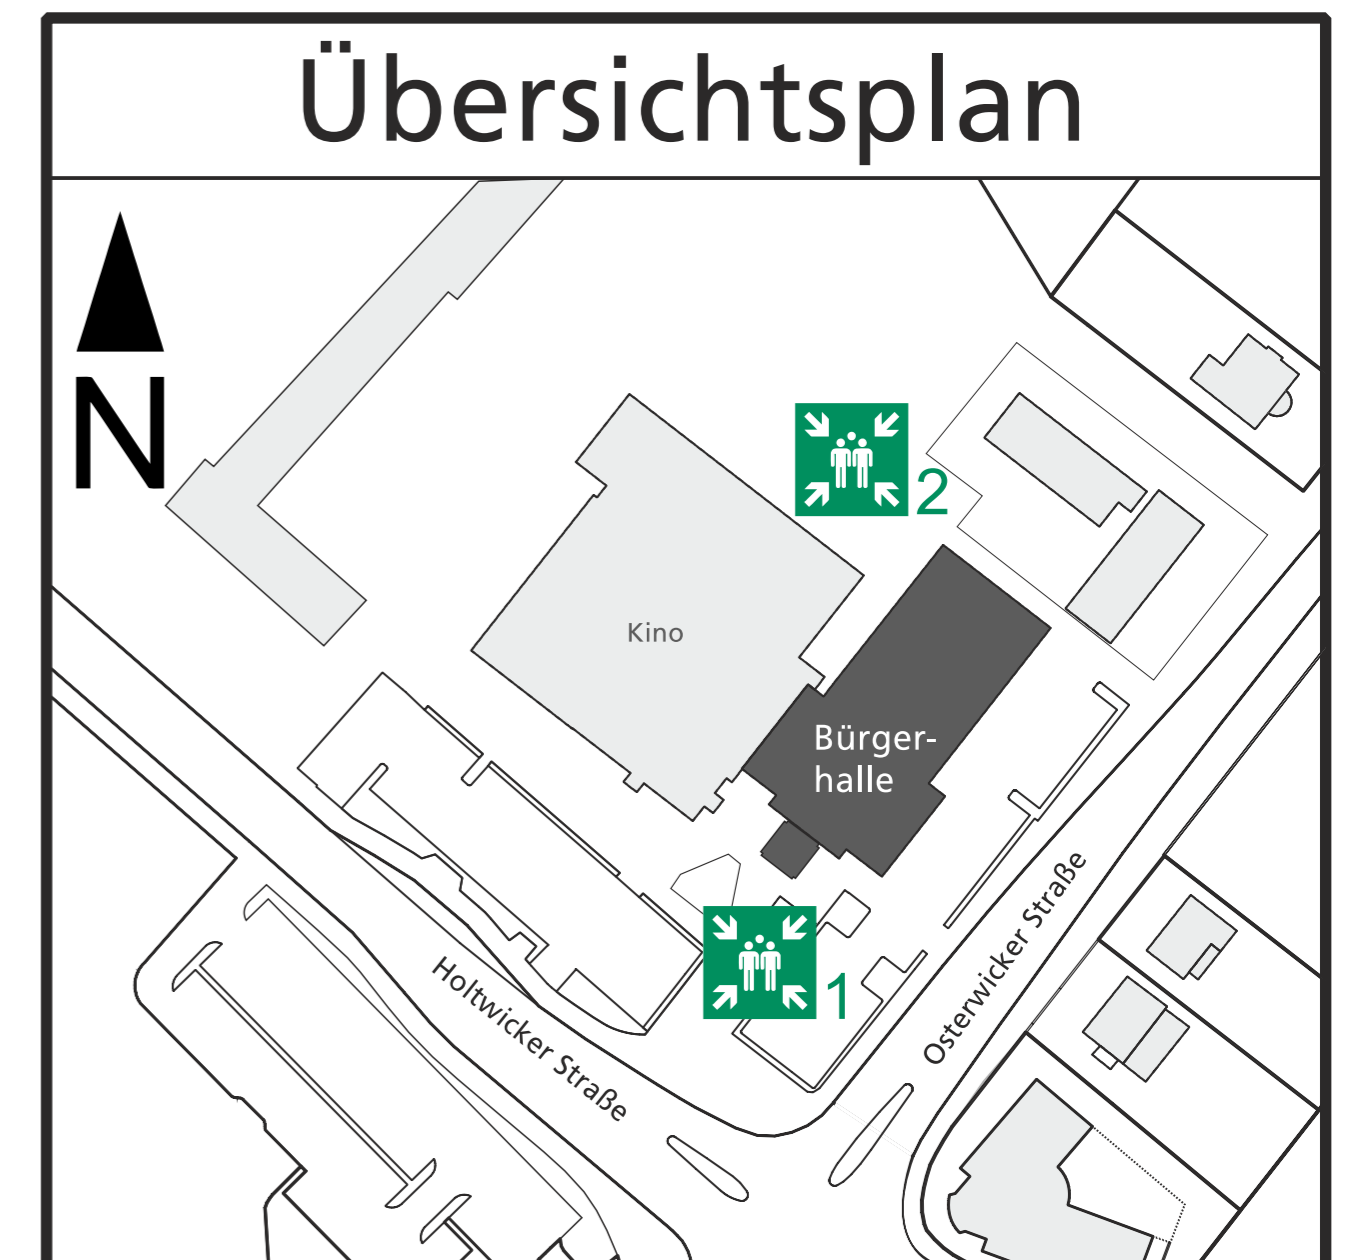 Übersichtsplan
N
2
Kino
Bürger-
halle
1
Holtwicker Straße
Osterwicker Straße